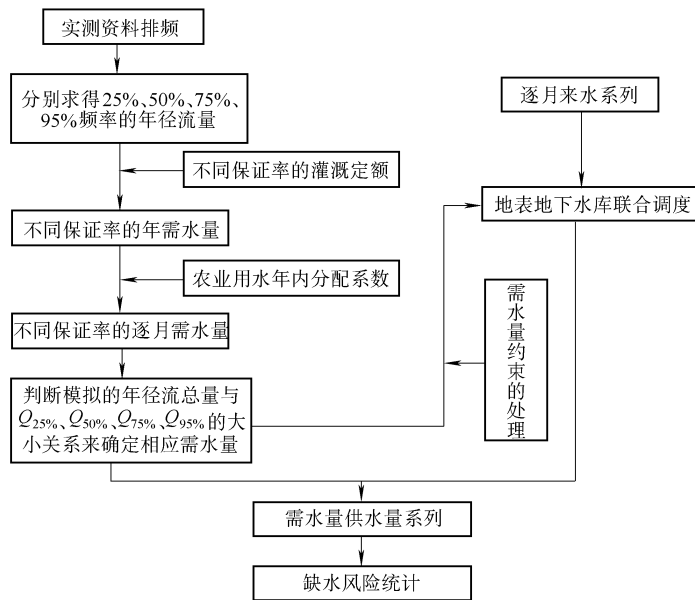 实测资料排频
分别求得25%、50%、75%、
95%频率的年径流量
不同保证率的灌溉定额
不同保证率的年需水量
农业用水年内分配系数
不同保证率的逐月需水量
判断模拟的年径流总量与
Q25%、Q50%、Q75%、Q95%的大
小关系来确定相应需水量
逐月来水系列
地表地下水库联合调度
需水量约束的处理
需水量供水量系列
缺水风险统计